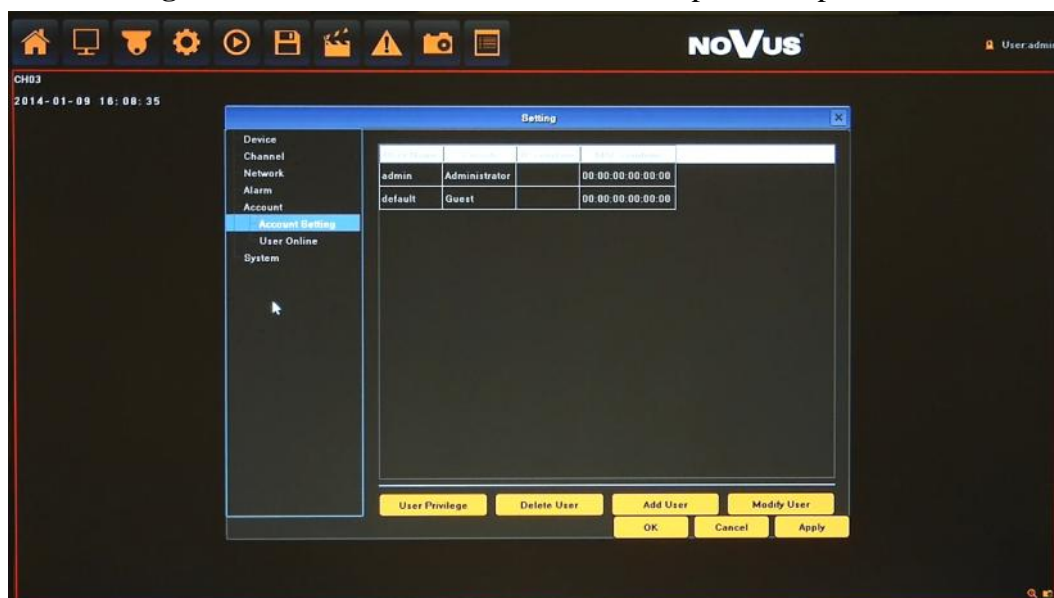 NOVUS
User:admi
CH03
2014-01-09 16:08:35
Setting
Device
Channel
Network
Alarm
Account
Account Setting
User Online
System
admin Administrator 00:00:00:00:00:00
default Guest 00:00:00:00:00:00
User Privilege Delete User Add User Modify User
OK Cancel Apply